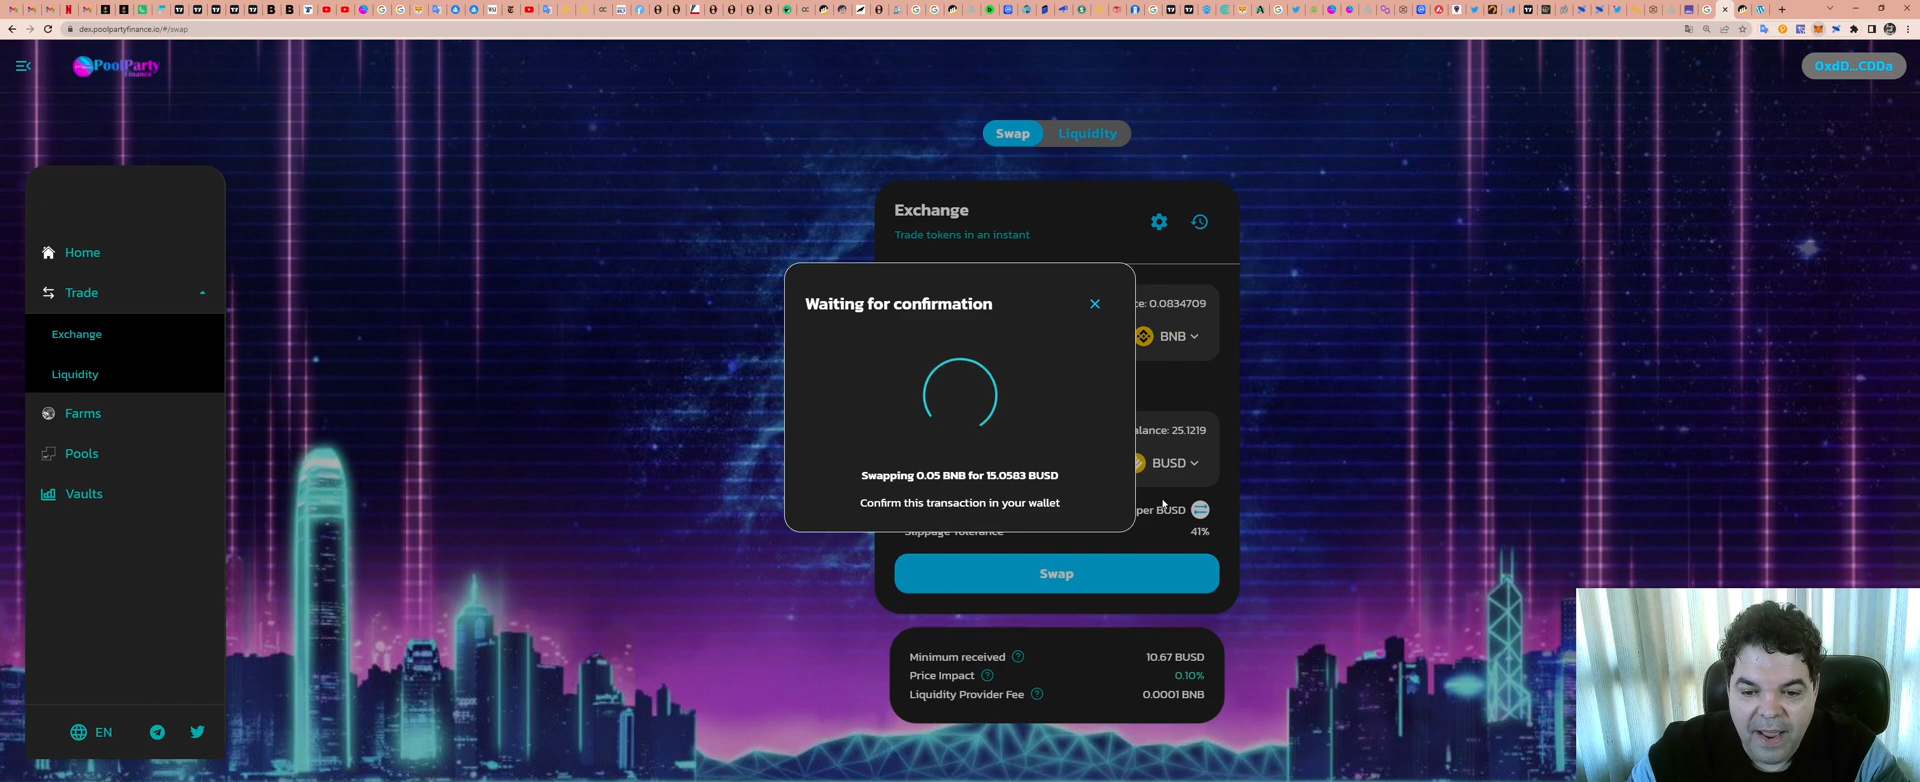 dex.poolpartyfinance.io/#/swap
PoolParty
Finance
0xdD...CDDa
Swap
Liquidity
Home
Trade
Exchange
Liquidity
Farms
Pools
Vaults
EN
Exchange
Trade tokens in an instant
ce: 0.0834709
BNB
alance: 25.1219
BUSD
per BUSD
Slippage Tolerance
41%
Swap
Waiting for confirmation
Swapping 0.05 BNB for 15.0583 BUSD
Confirm this transaction in your wallet
Minimum received
10.67 BUSD
Price Impact
0.10%
Liquidity Provider Fee
0.0001 BNB